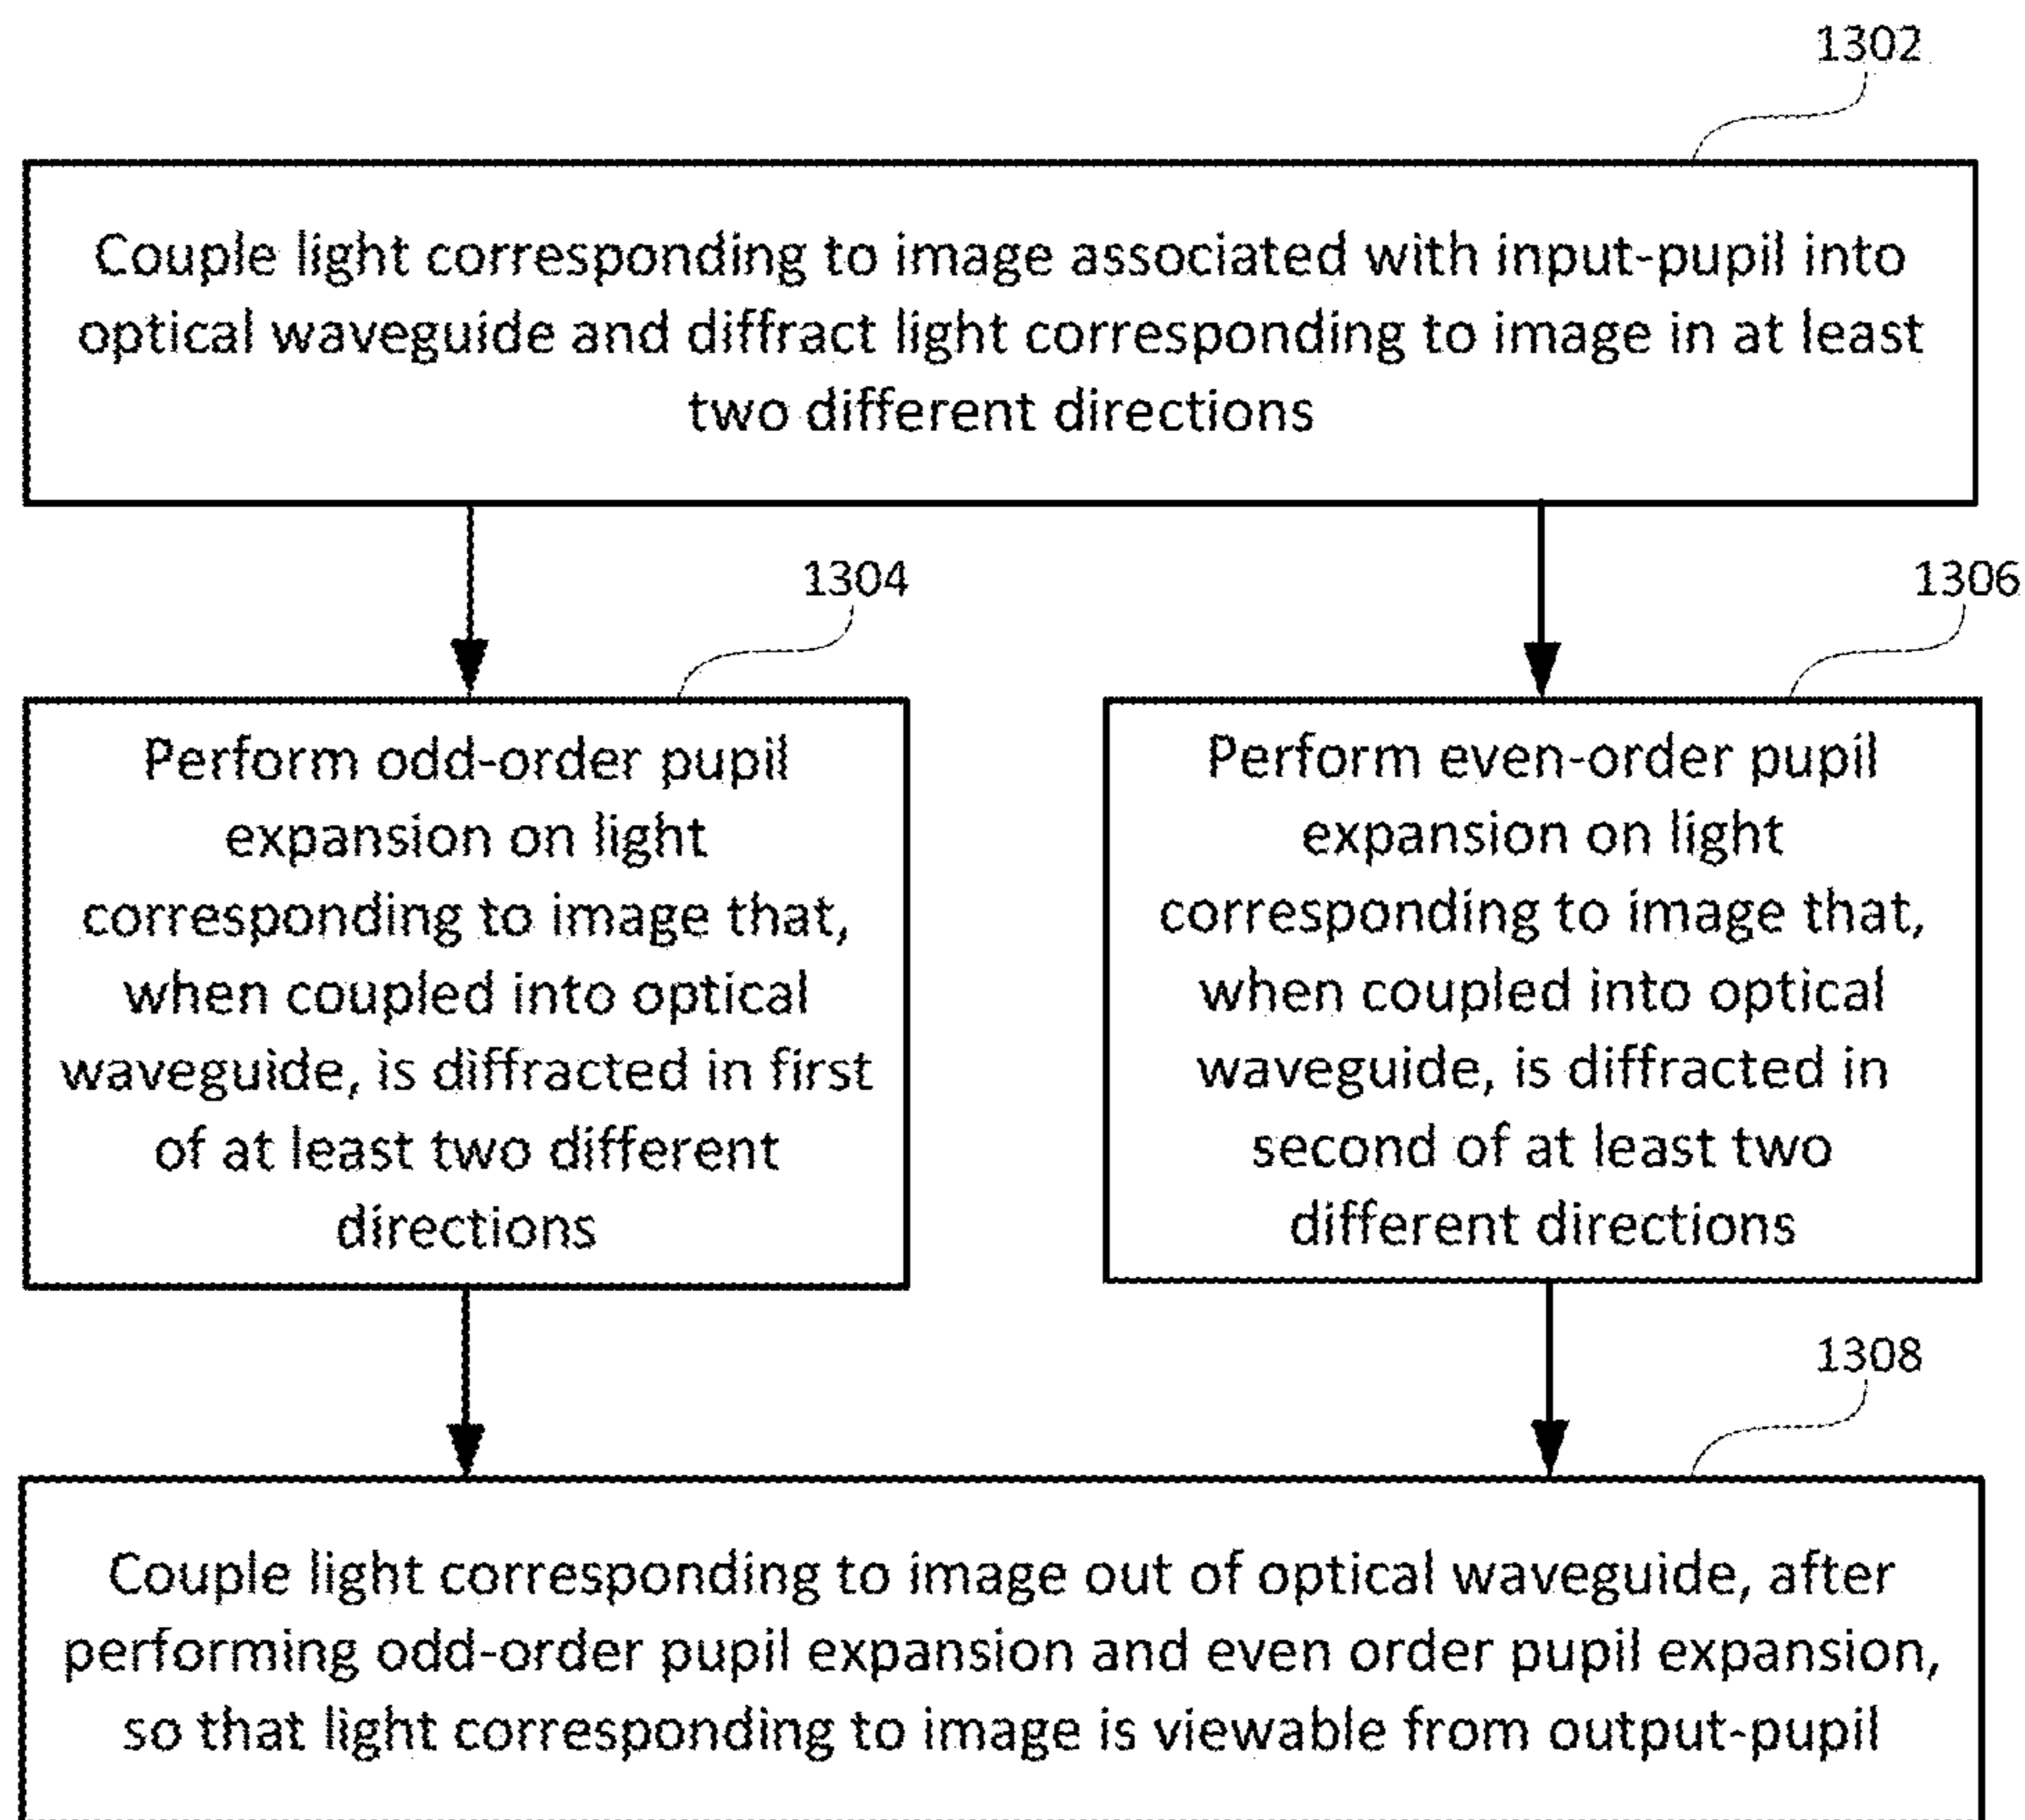 1302
Couple light corresponding to image associated with input-pupil into
optical waveguide and diffract light corresponding to image in at least
two different directions
1304
Perform odd-order pupil
expansion on light
corresponding to image that,
when coupled into optical
waveguide, is diffracted in first
of at least two different
directions
1306
Perform even-order pupil
expansion on light
corresponding to image that,
when coupled into optical
waveguide, is diffracted in
second of at least two
different directions
1308
Couple light corresponding to image out of optical waveguide, after
performing odd-order pupil expansion and even order pupil expansion,
so that light corresponding to image is viewable from output-pupil